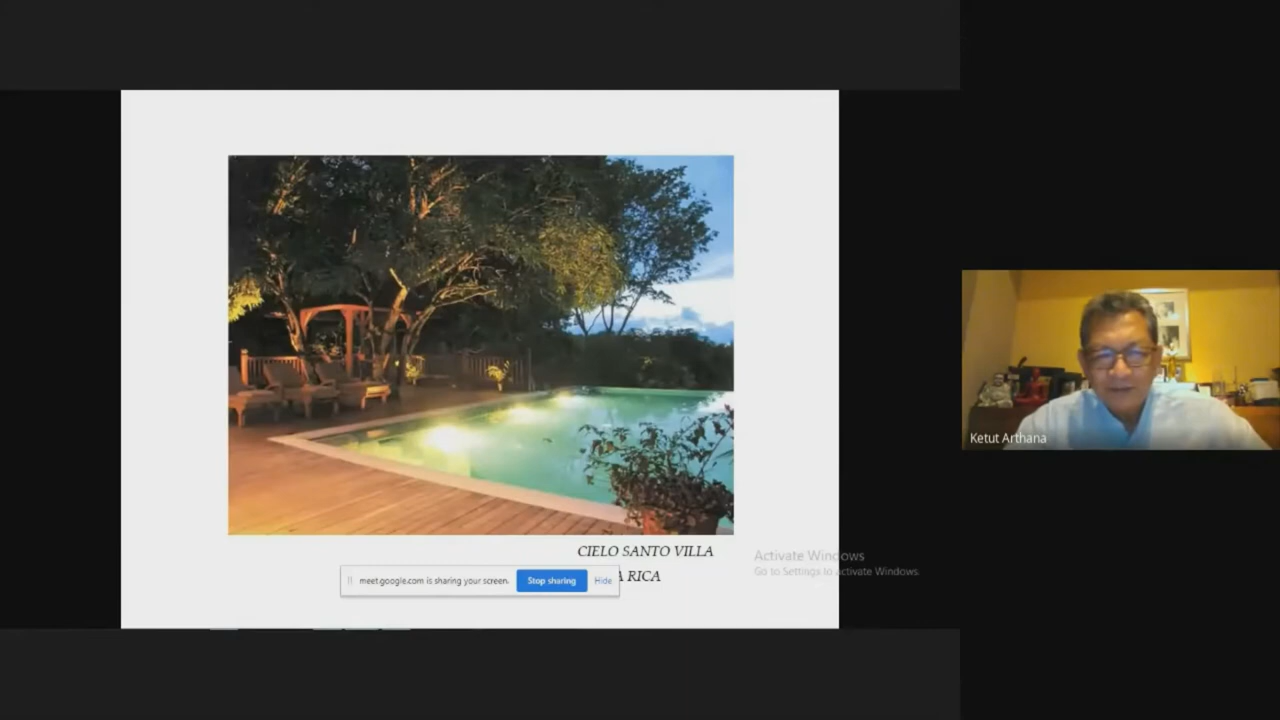 CIELO SANTO VILLA
A RICA
meet.google.com is sharing your screen.
Stop sharing
Hide
Activate Windows
Go to Settings to activate Windows.
Ketut Arthana